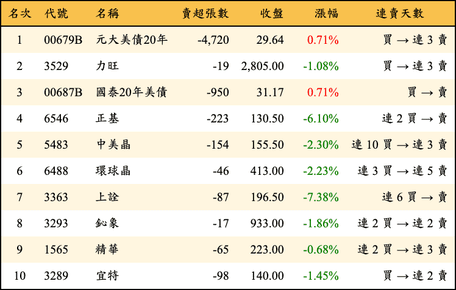 名次 代號 名稱 賣超張數 收盤 漲幅 連賣天數
1 00679B 元大美債20年 -4,720 29.64 0.71% 買 → 連 3 賣
2 3529 力旺 -19 2,805.00 -1.08% 買 → 連 3 賣
3 00687B 國泰20年美債 -950 31.17 0.71% 買 → 賣
4 6546 正基 -223 130.50 -6.10% 連 2 買 → 賣
5 5483 中美晶 -154 155.50 -2.30% 連 10 買 → 連 3 賣
6 6488 環球晶 -46 413.00 -2.23% 連 3 買 → 連 5 賣
7 3363 上詮 -87 196.50 -7.38% 連 6 買 → 賣
8 3293 鈊象 -17 933.00 -1.86% 連 2 買 → 連 2 賣
9 1565 精華 -65 223.00 -0.68% 連 2 買 → 連 3 賣
10 3289 宜特 -98 140.00 -1.45% 買 → 連 2 賣